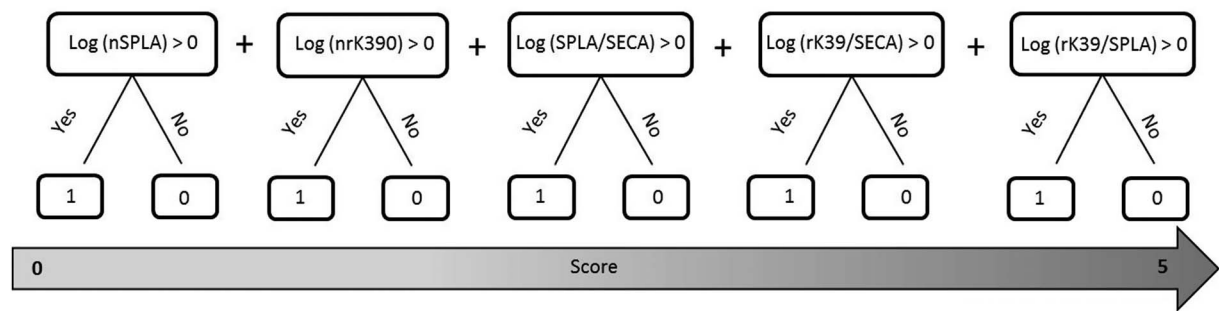 Log (nSPLA) > 0 + Log (nrK390) > 0 + Log (SPLA/SECA) > 0 + Log (rK39/SECA) > 0 + Log (rK39/SPLA) > 0
Yes No Yes No Yes No Yes No Yes No
1 0 1 0 1 0 1 0 1 0
0 Score 5